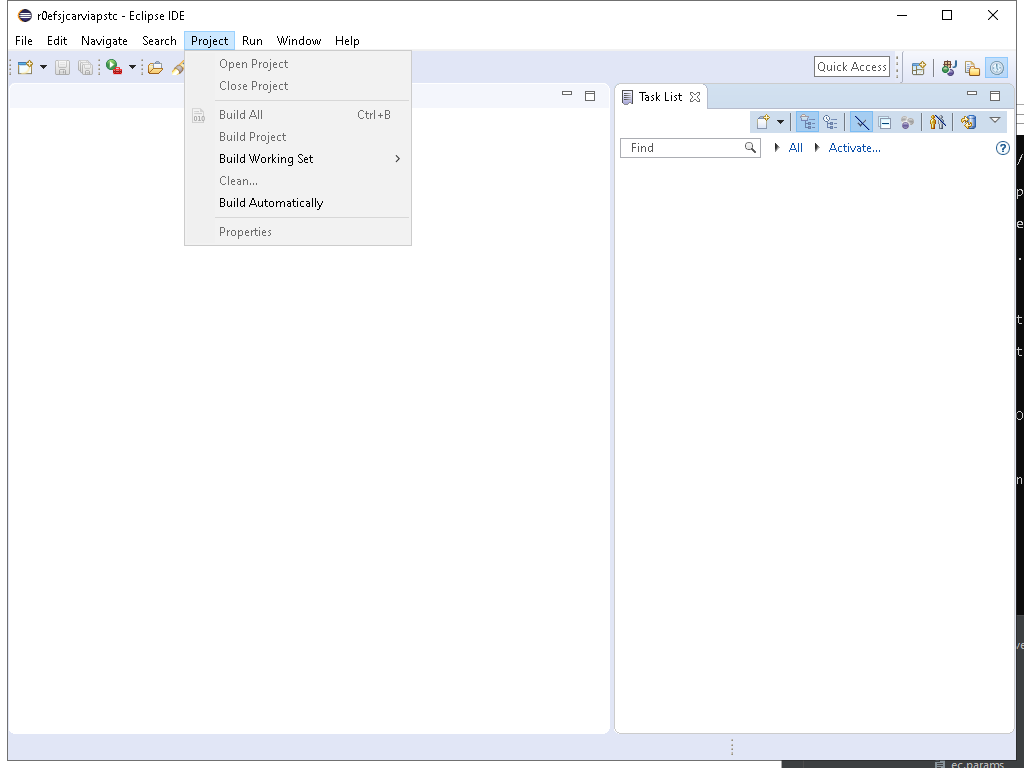 r0efsjcarviapstc - Eclipse IDE
File Edit Navigate Search Project Run Window Help
Quick Access
Open Project
Close Project
Build All Ctrl+B
Build Project
Build Working Set
Clean...
Build Automatically
Properties
Task List
Find All Activate...
ec.params